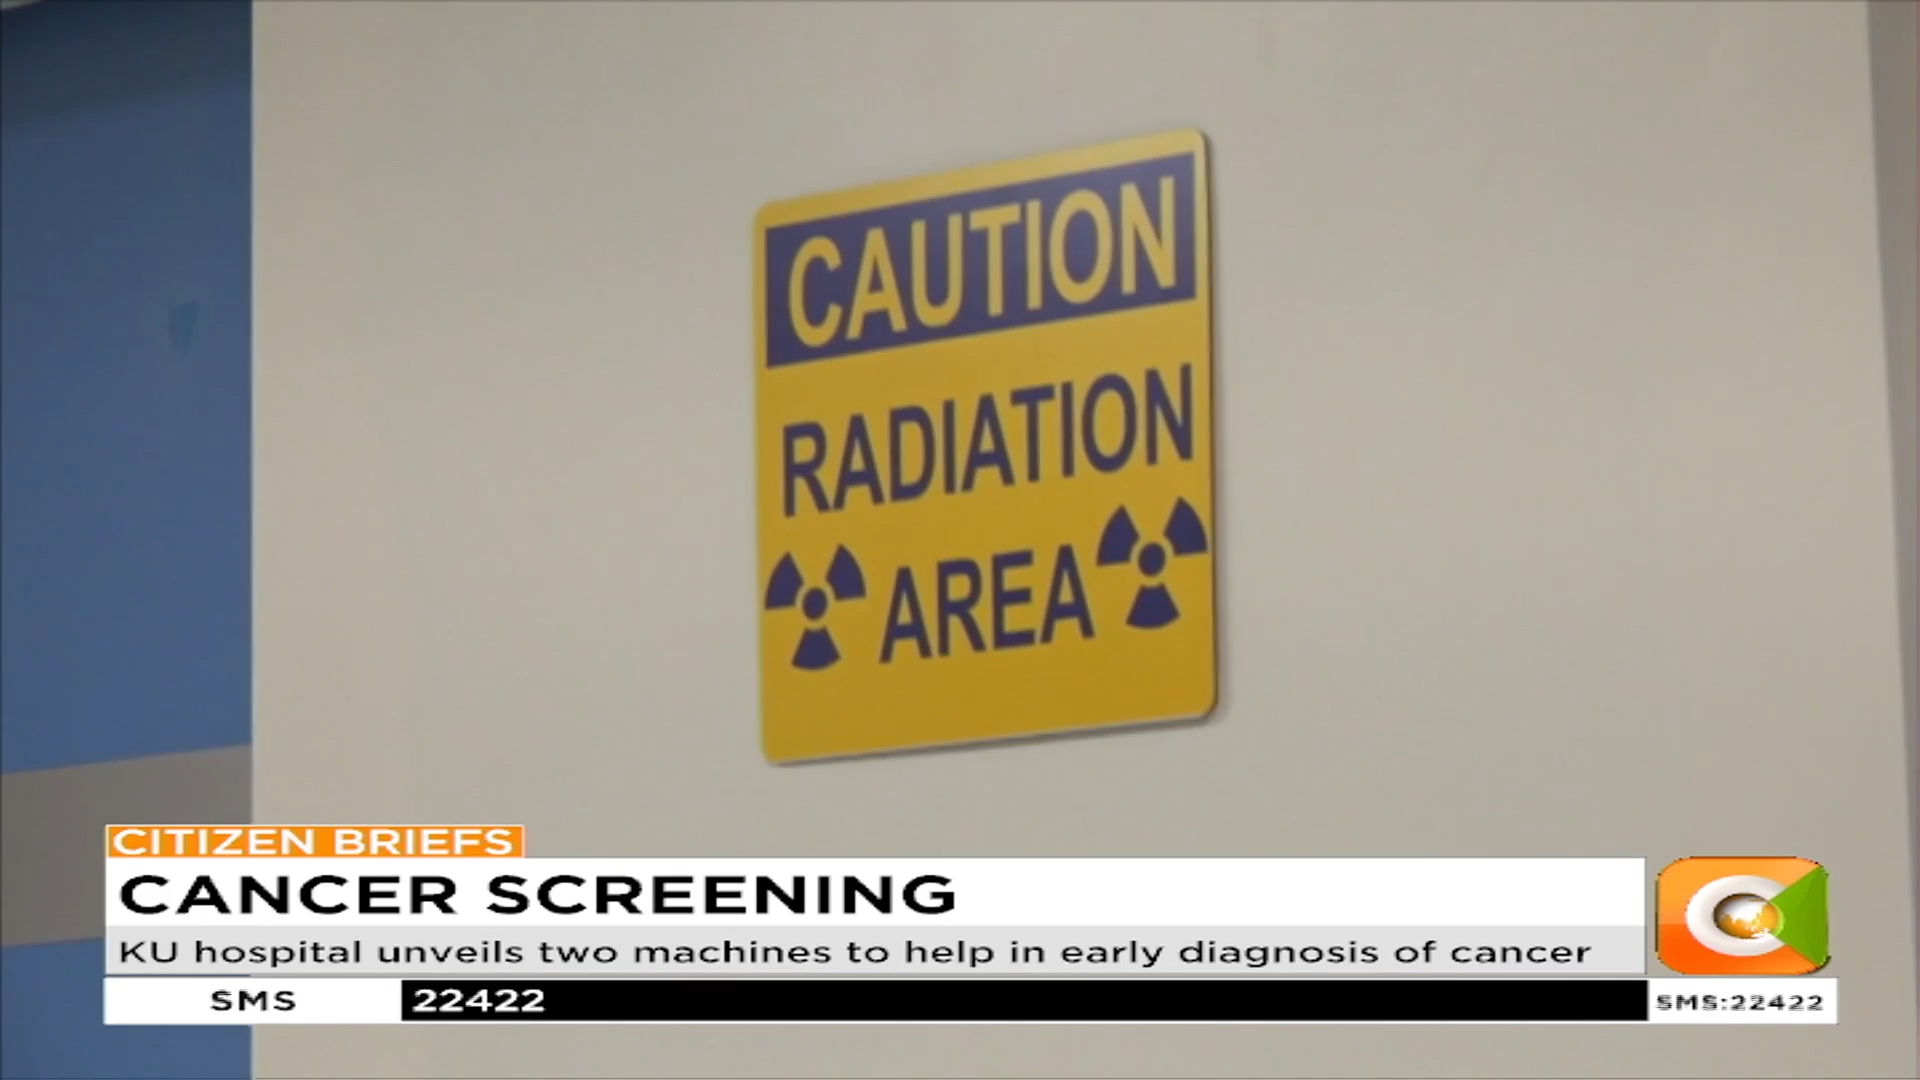 CAUTION
RADIATION
AREA
CITIZEN BRIEFS
CANCER SCREENING
KU hospital unveils two machines to help in early diagnosis of cancer
SMS 22422
SMS:22422